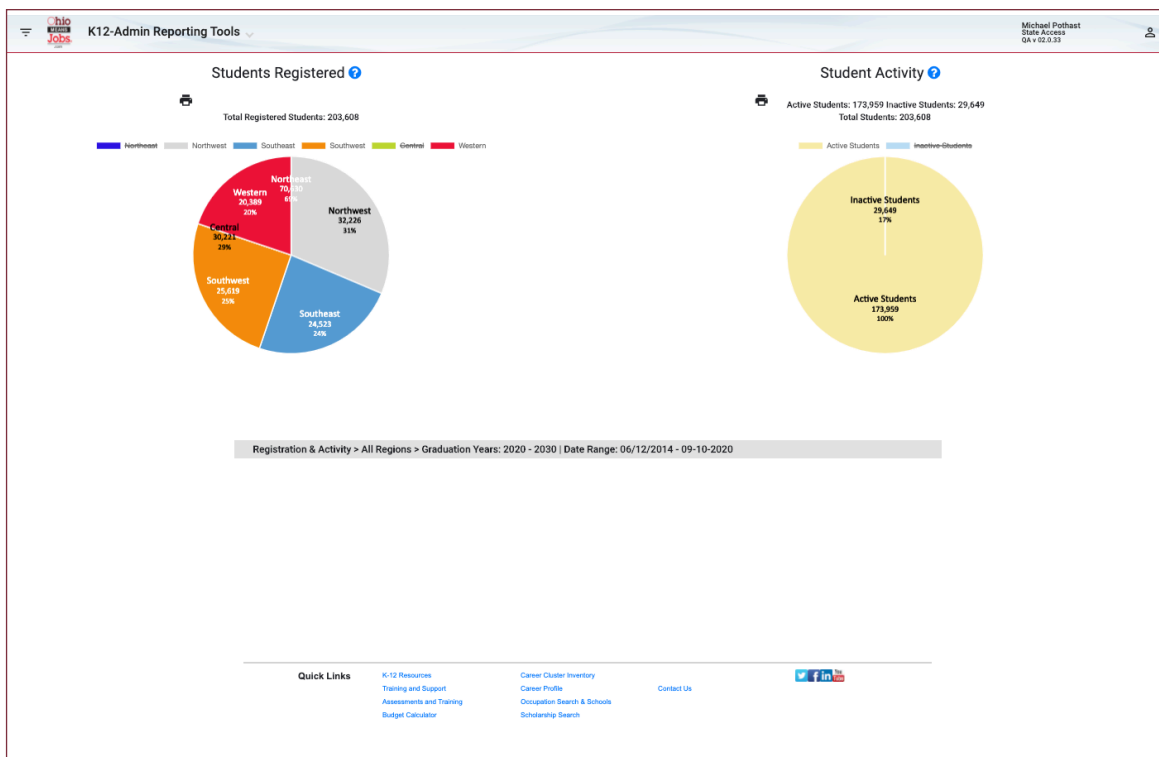 Ohio
MEANS
Jobs
.com
K12-Admin Reporting Tools
Michael Pothast
State Access
QA v 02.0.33
Students Registered ?
Total Registered Students: 203,608
Northeast Northwest Southeast Southwest Central Western
Northeast
Western
20,389
20%
Northwest
32,226
31%
Central
30,221
29%
Southwest
25,619
25%
Southeast
24,523
24%
Student Activity ?
Active Students: 173,959 Inactive Students: 29,649
Total Students: 203,608
Active Students Inactive Students
Inactive Students
29,649
17%
Active Students
173,959
100%
Registration & Activity > All Regions > Graduation Years: 2020 - 2030 | Date Range: 06/12/2014 - 09-10-2020
Quick Links
K-12 Resources
Training and Support
Assessments and Training
Budget Calculator
Career Cluster Inventory
Career Profile
Occupation Search & Schools
Scholarship Search
Contact Us
f in You Tube